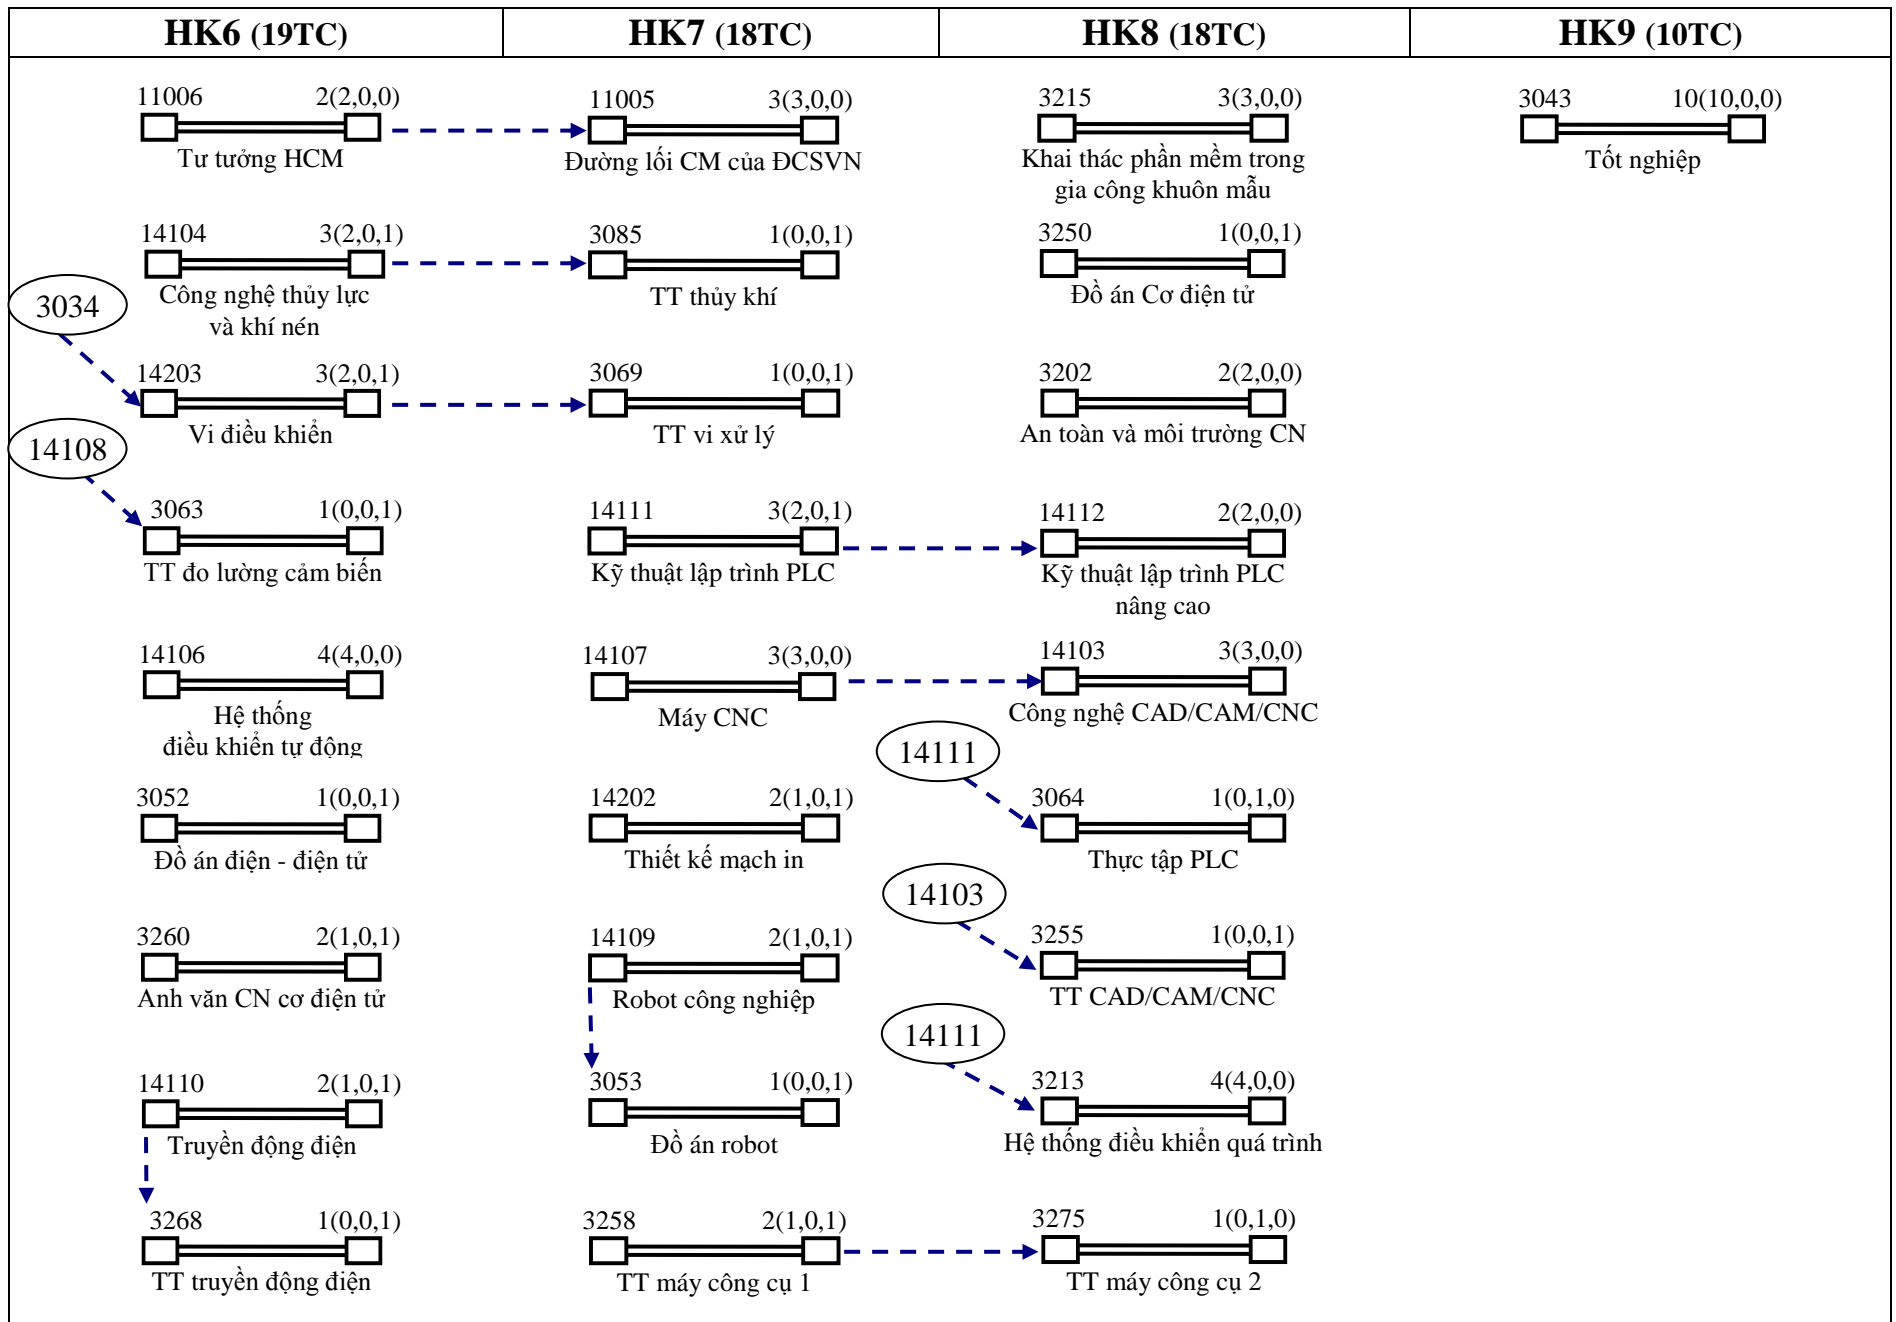 HK6 (19TC) HK7 (18TC) HK8 (18TC) HK9 (10TC)
11006 2(2,0,0) 11005 3(3,0,0) 3215 3(3,0,0) 3043 10(10,0,0)
Tư tưởng HCM Đường lối CM của ĐCSVN Khai thác phần mềm trong Tốt nghiệp
gia công khuôn mẫu
14104 3(2,0,1) 3085 1(0,0,1) 3250 1(0,0,1)
Công nghệ thủy lực TT thủy khí Đồ án Cơ điện tử
3034
và khí nén
14203 3(2,0,1) 3069 1(0,0,1) 3202 2(2,0,0)
Vi điều khiển TT vi xử lý An toàn và môi trường CN
14108
3063 1(0,0,1) 14111 3(2,0,1) 14112 2(2,0,0)
TT đo lường cảm biến Kỹ thuật lập trình PLC Kỹ thuật lập trình PLC
nâng cao
14106 4(4,0,0) 14107 3(3,0,0) 14103 3(3,0,0)
Hệ thống Máy CNC Công nghệ CAD/CAM/CNC
điều khiển tự động
14111
3052 1(0,0,1) 14202 2(1,0,1) 3064 1(0,1,0)
Đồ án điện - điện tử Thiết kế mạch in Thực tập PLC
14103
3260 2(1,0,1) 14109 2(1,0,1) 3255 1(0,0,1)
Anh văn CN cơ điện tử Robot công nghiệp TT CAD/CAM/CNC
14111
14110 2(1,0,1) 3053 1(0,0,1) 3213 4(4,0,0)
Truyền động điện Đồ án robot Hệ thống điều khiển quá trình
3268 1(0,0,1) 3258 2(1,0,1) 3275 1(0,1,0)
TT truyền động điện TT máy công cụ 1 TT máy công cụ 2